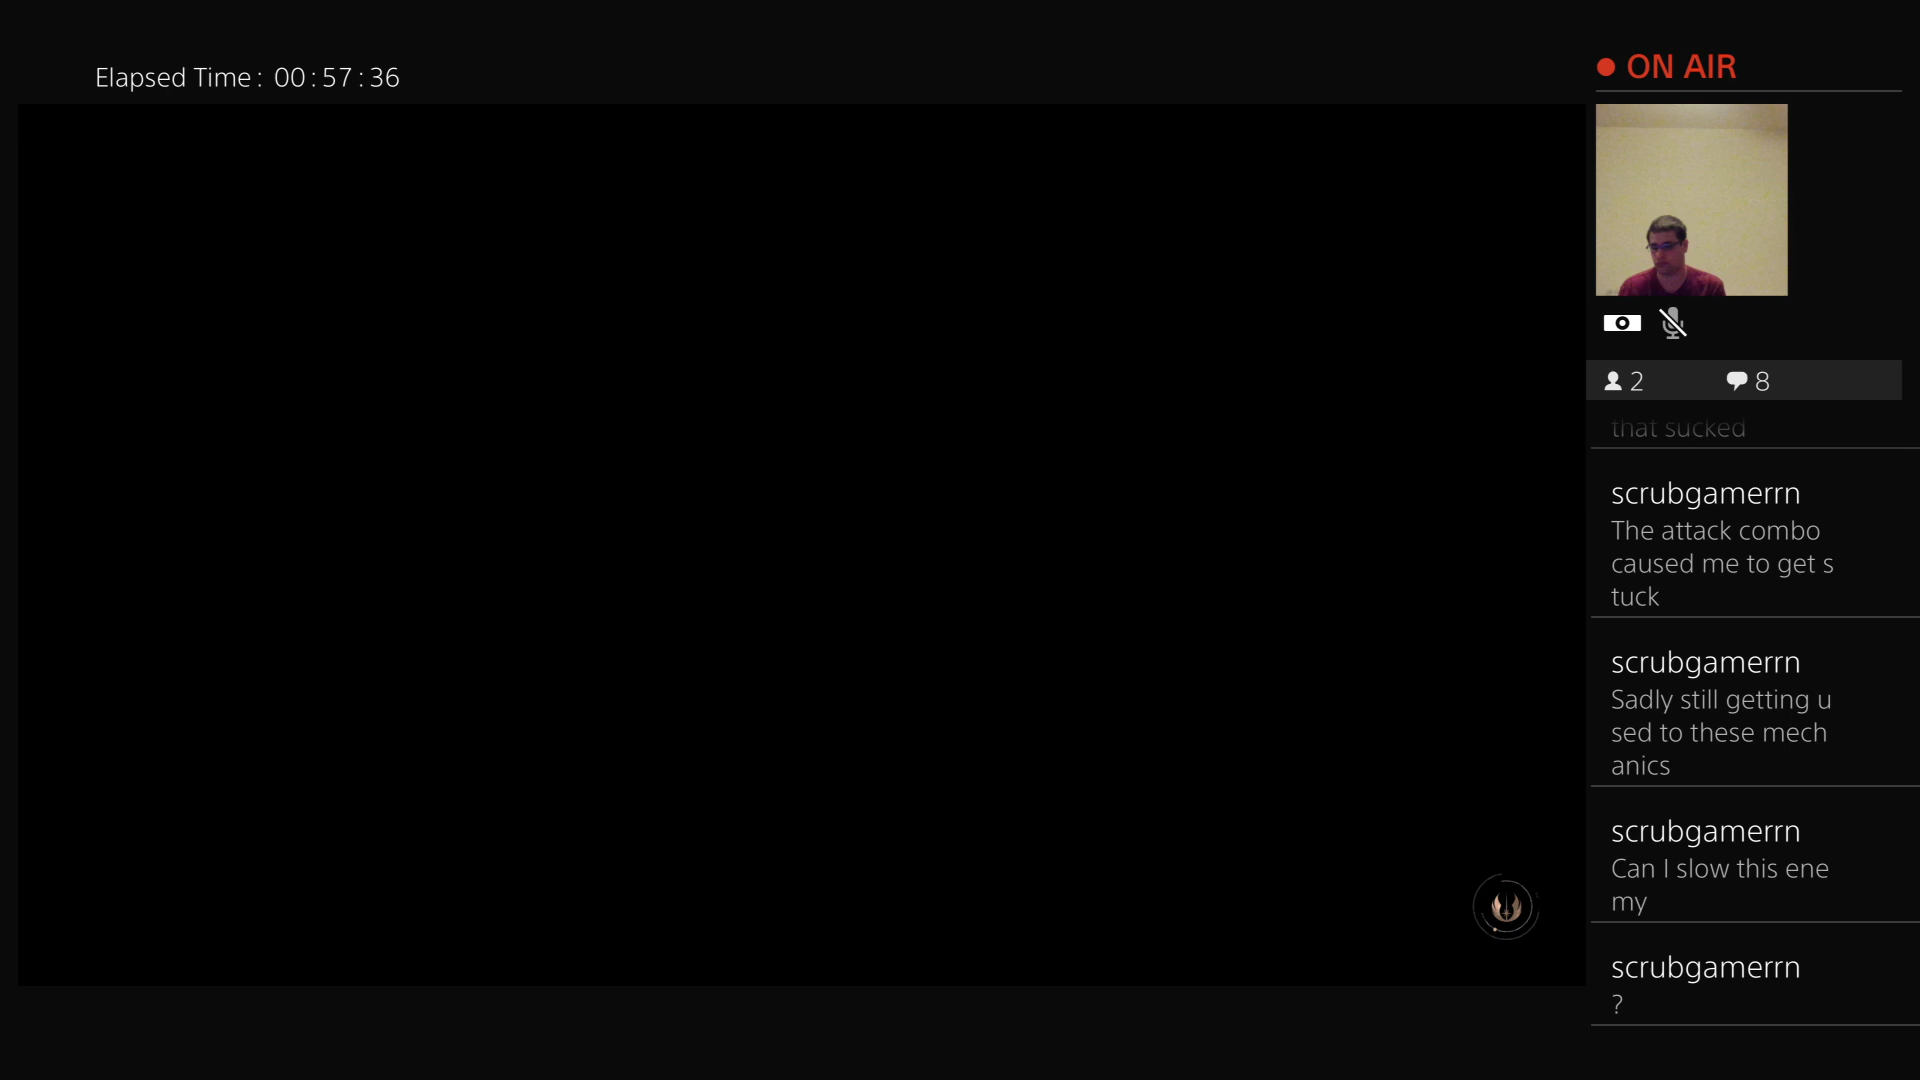 Elapsed Time: 00:57:36
ON AIR
2
8
that sucked
scrubgamerrn
The attack combo
caused me to get s
tuck
scrubgamerrn
Sadly still getting u
sed to these mech
anics
scrubgamerrn
Can I slow this ene
my
scrubgamerrn
?